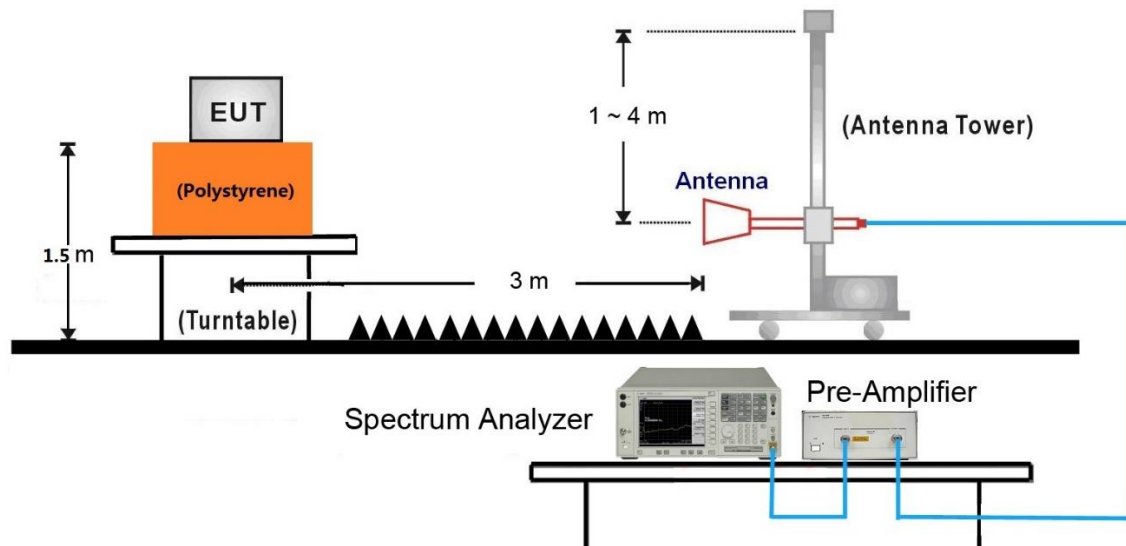 EUT
(Polystyrene)
1.5 m
(Turntable)
3 m
1 ~ 4 m
Antenna
(Antenna Tower)
Spectrum Analyzer
Pre-Amplifier